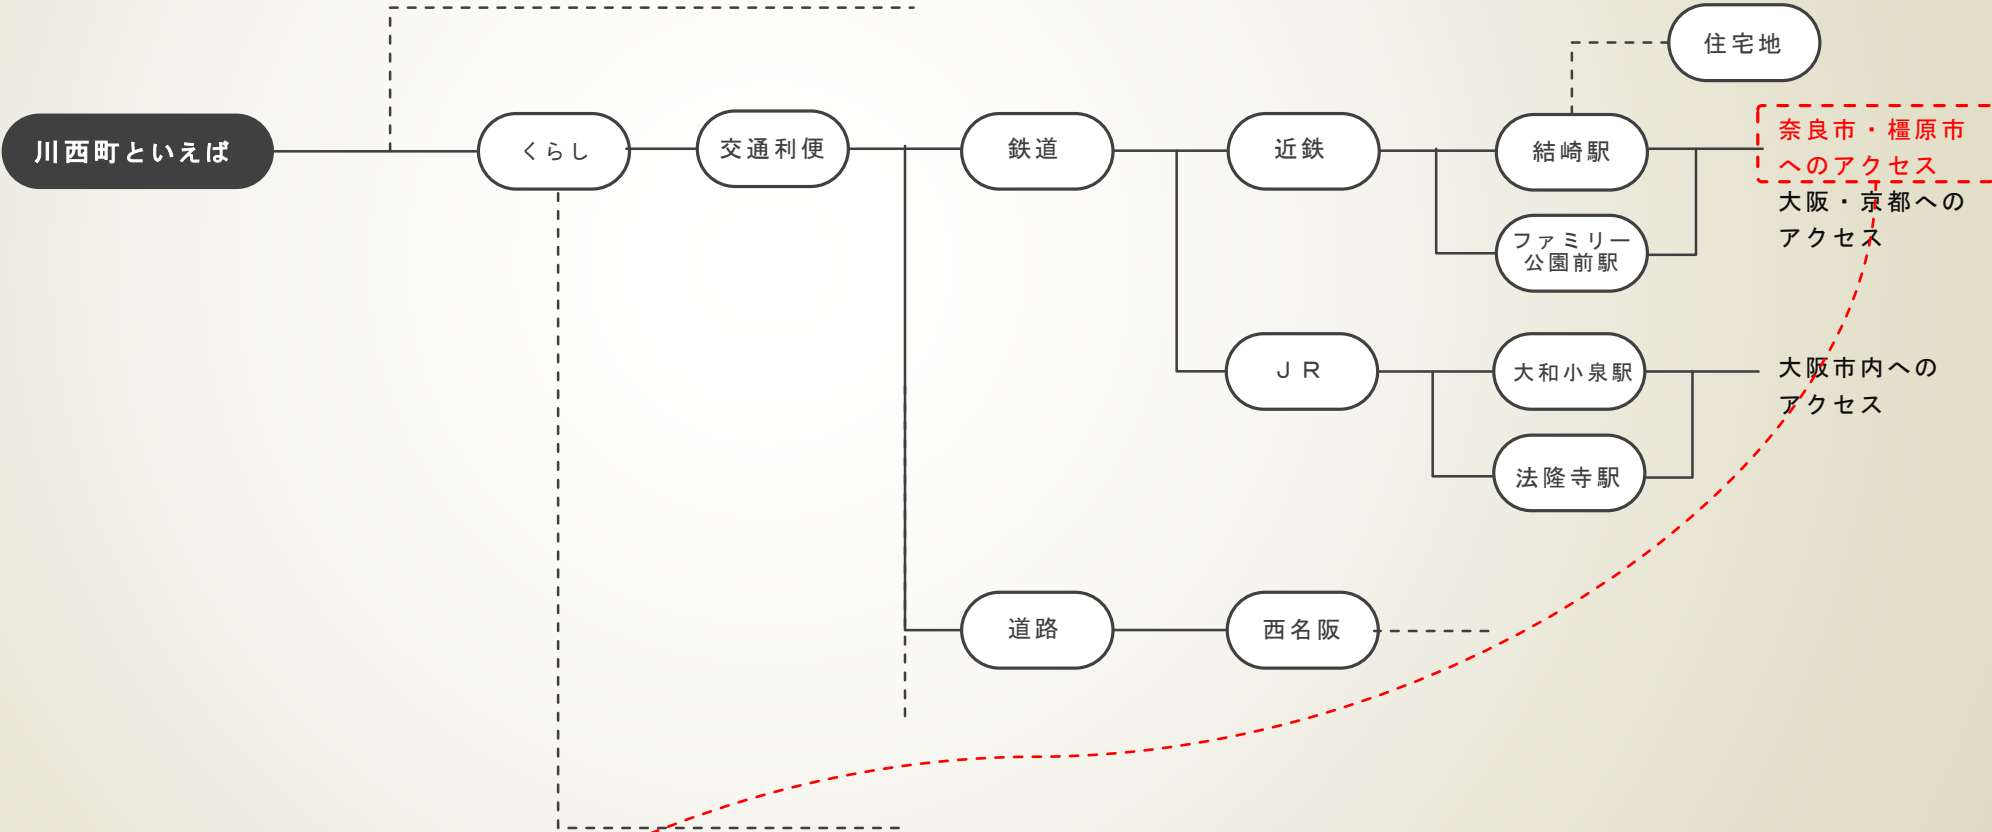 住宅地
川西町といえば
くらし
交通利便
鉄道
近鉄
結崎駅
奈良市・橿原市
へのアクセス
大阪・京都への
アクセス
ファミリー
公園前駅
ＪＲ
大和小泉駅
大阪市内への
アクセス
法隆寺駅
道路
西名阪